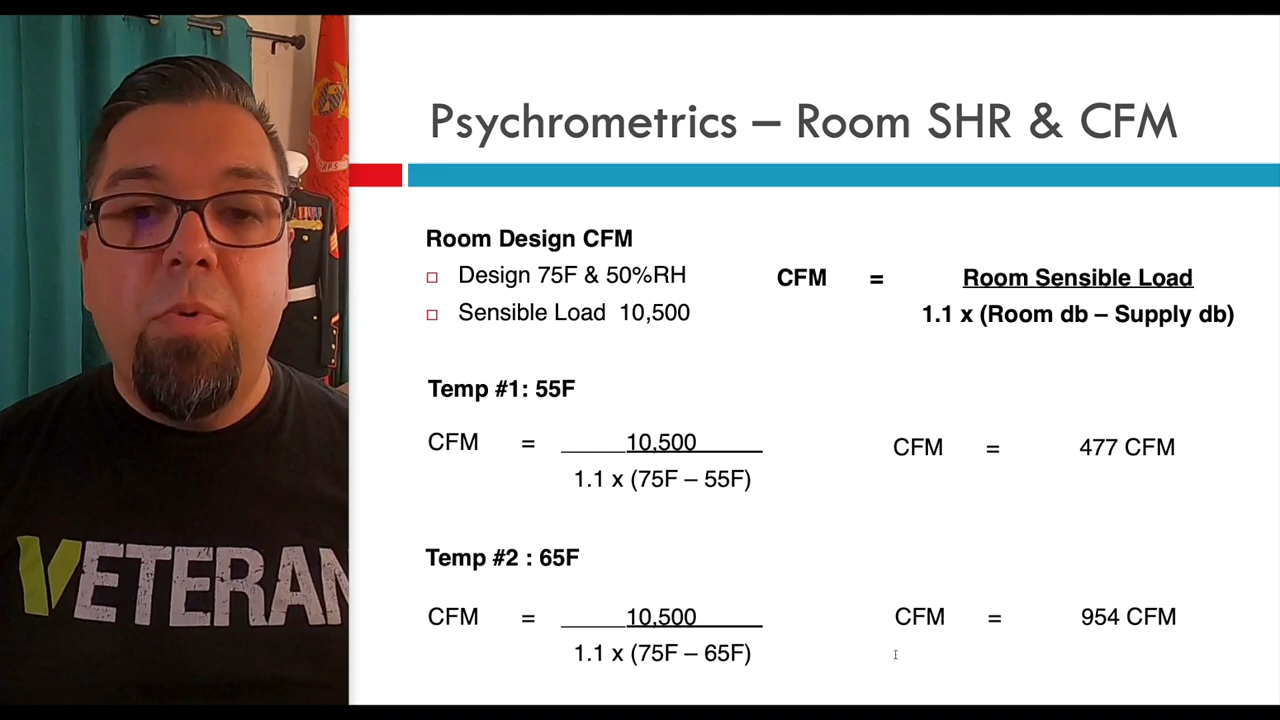 Psychrometrics – Room SHR & CFM
Room Design CFM
Design 75F & 50%RH
Sensible Load 10,500
CFM = Room Sensible Load
1.1 x (Room db – Supply db)
Temp #1: 55F
CFM = 10,500
1.1 x (75F – 55F)
CFM = 477 CFM
Temp #2 : 65F
CFM = 10,500
1.1 x (75F – 65F)
CFM = 954 CFM
VETERAN